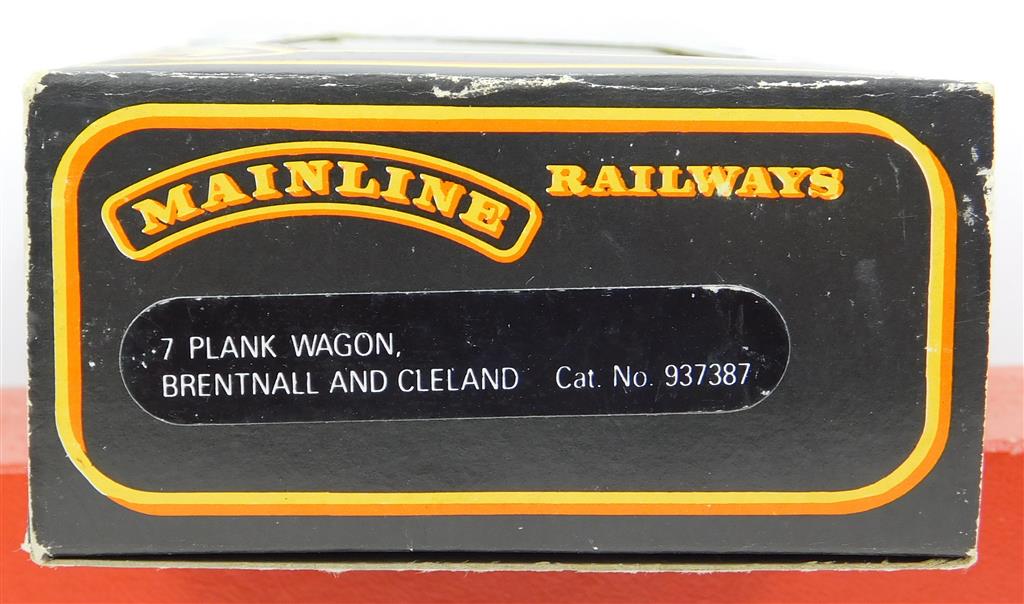 MAINLINE RAILWAYS
7 PLANK WAGON,
BRENTNALL AND CLELAND Cat. No. 937387